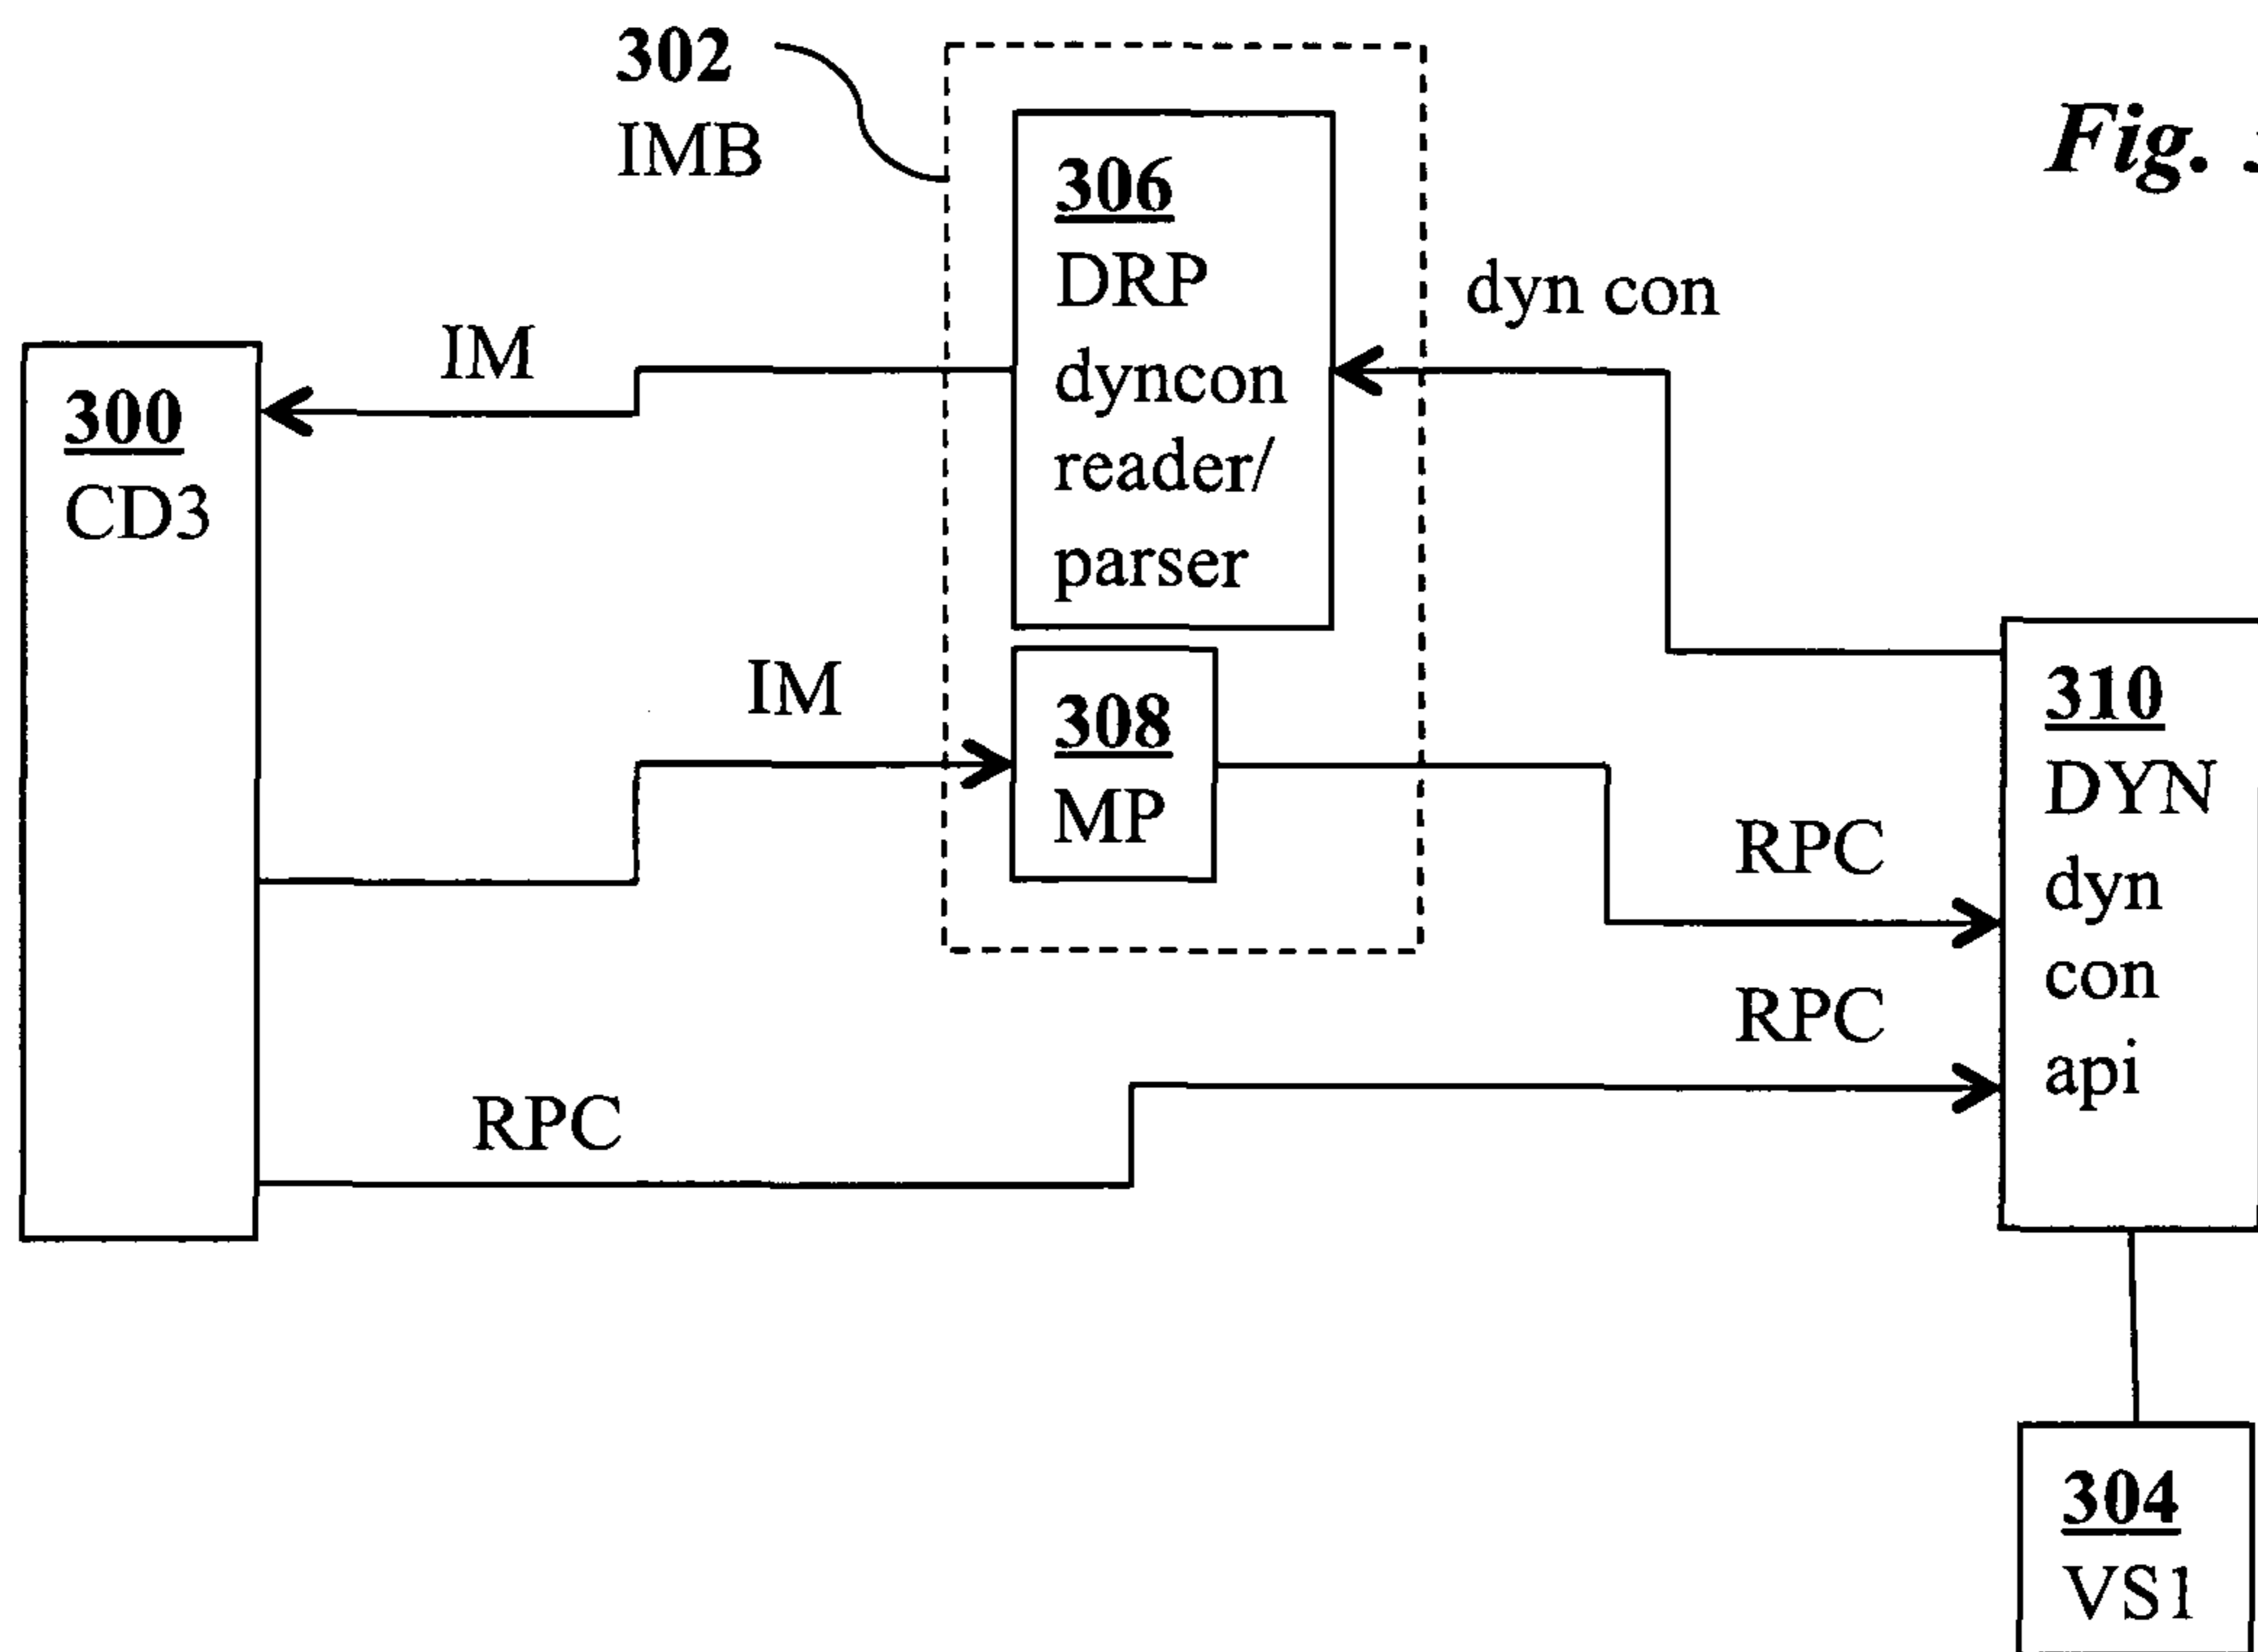 302
IMB
Fig.
306
DRP
dyncon
reader/
parser
dyn con
IM
300
CD3
IM
308
MP
310
DYN
dyn
con
api
RPC
RPC
RPC
304
VS1